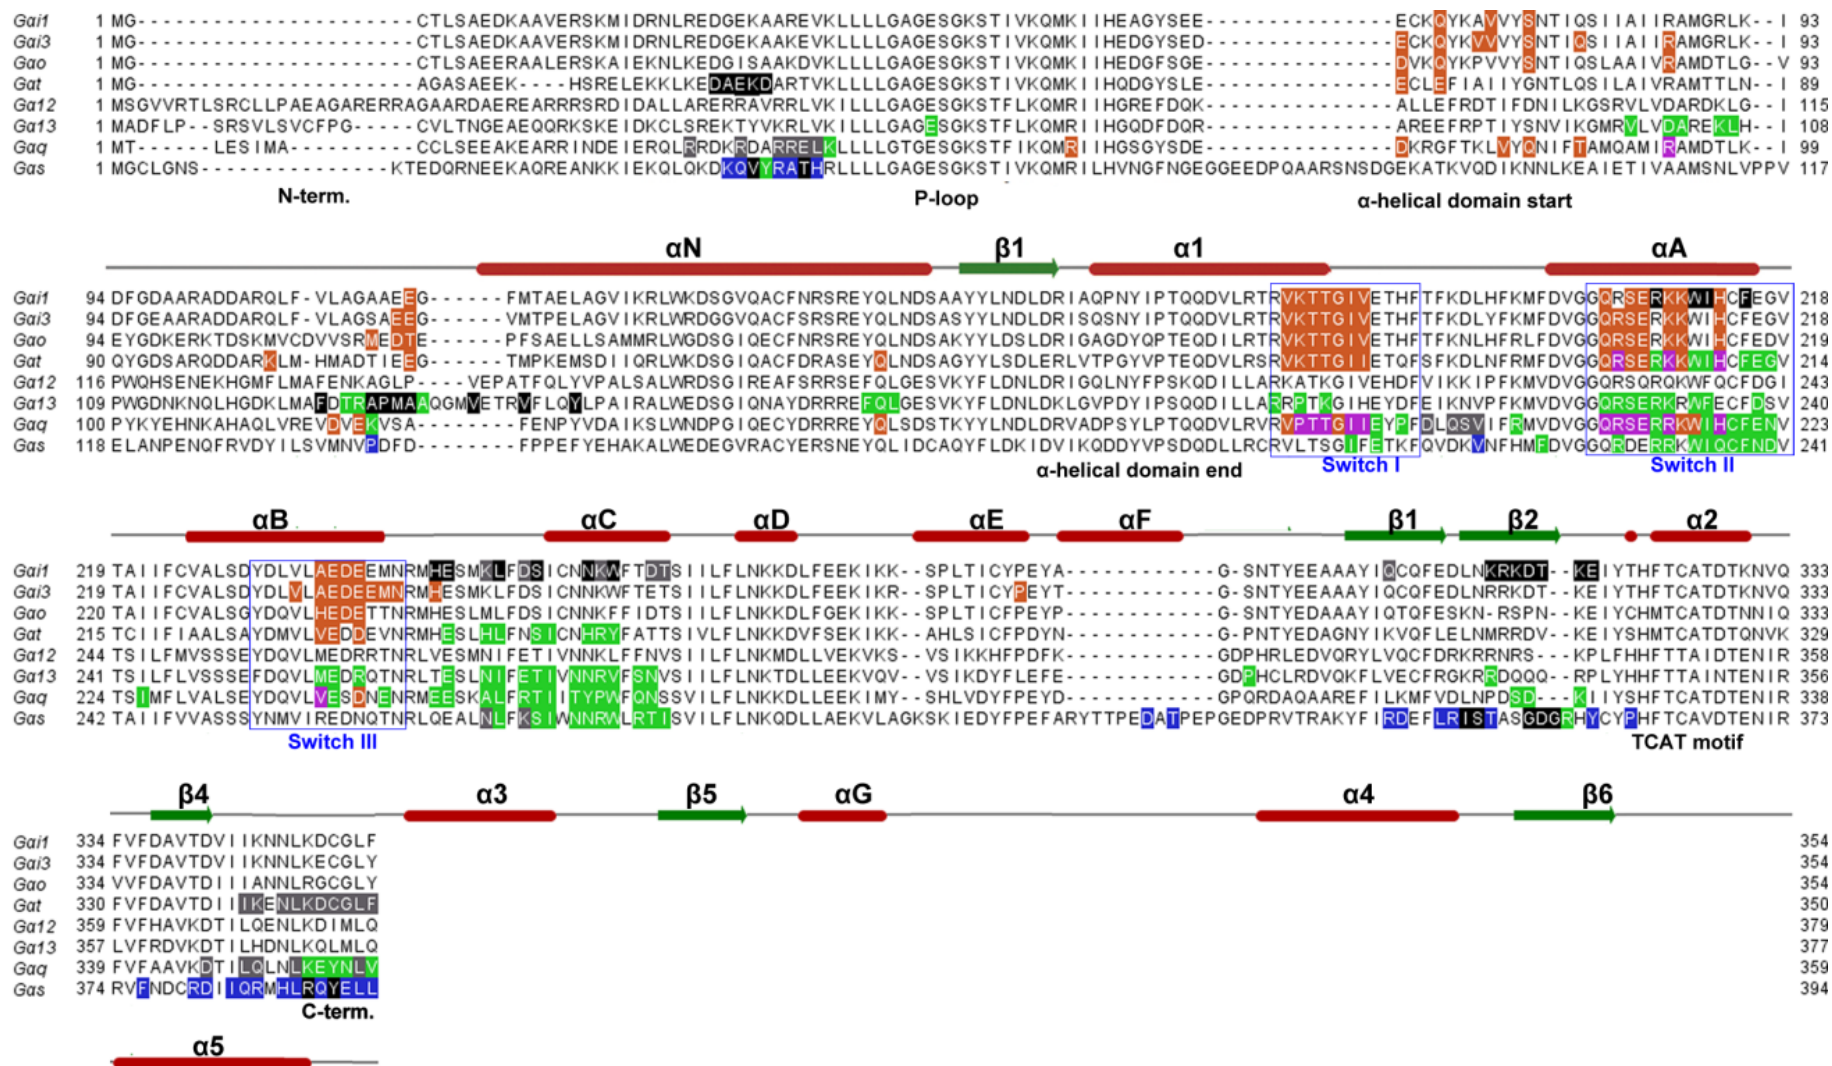 Gαi1 1 MG----------------------CTLSAEDKAAVERSKMIDRNLREDGEKAAREVKLLLLGAGESGKSTIVKQMKIIHEAGYSEE---------------ECKQYKAVVYSNTIQSIIAIIRAMGRLK--I 93
Gαi3 1 MG----------------------CTLSAEDKAAVERSKMIDRNLREDGEKAAKEVKLLLLGAGESGKSTIVKQMKIIHEDGYSED---------------ECKQYKVVVYSNTIQSIIAIIRAMGRLK--I 93
Gαo 1 MG----------------------CTLSAEERAALERSKAIEKNLKEDGISAAKDVKLLLLGAGESGKSTIVKQMKIIHEDGFSGE---------------DVKQYKPVVYSNTIQSLAAIVRAMDTLG--V 93
Gαt 1 MG----------------------AGASAEEK----HSRELEKKLKEDAEKDARTVKLLLLGAGESGKSTIVKQMKIIHQDGYSLE---------------ECLEFIAIIYGNTLQSILAIVRAMTTLN--I 89
Gα12 1 MSGVVRTLSRCLLPAEAGARERRAGAARDAEREARRRSRDIDALLARERRAVRRLVKILLLGAGESGKSTFLKQMRIIHGREFDQK---------------ALLEFRDTIFDNILKGSRVLVDARDKLG--I 115
Gα13 1 MADFLP--SRSVLSVCFPG-----CVLTNGEAEQQRKSKEIDKCLSREKTYVKRLVKILLLGAGESGKSTFLKQMRIIHGQDFDQR---------------AREEFRPTIYSNVIKGMRVLVDAREKLH--I 108
Gαq 1 MT------LESIMA----------CCLSEEAKEARRINDEIERQLRRDKRDARRELKLLLLGTGESGKSTFIKQMRIIHGSGYSDE---------------DKRGFTKLVYQNIFTAMQAMIRAMDTLK--I 99
Gαs 1 MGCLGNS---------------KTEDQRNEEKAQREANKKIEKQLQKDKQVYRATHRLLLLGAGESGKSTIVKQMRILHVNGFNGEGGEEDPQAARSNSDGEKATKVQDIKNNLKEAIETIVAAMSNLVPPV 117
N-term. P-loop α-helical domain start
αN β1 α1 αA
Gαi1 94 DFGDAARADDARQLF-VLAGAAEEG-------FMTAELAGVIKRLWKDSGVQACFNRSREYQLNDSAAYYLNDLDRIAQPNYIPTQQDVLRTRVKTTGIVETHFTFKDLHFKMFDVGGQRSERKKWIHCFEGV 218
Gαi3 94 DFGEAARADDARQLF-VLAGSAEEG-------VMTPELAGVIKRLWRDGGVQACFSRSREYQLNDSASYYLNDLDRISQSNYIPTQQDVLRTRVKTTGIVETHFTFKDLYFKMFDVGGQRSERKKWIHCFEGV 218
Gαo 94 EYGDKERKTDSKMVCDVVSRMEDTE-------PFSAELLSAMMRLWGDSGIQECFNRSREYQLNDSAKYYLDSLDRIGAGDYQPTEQDILRTRVKTTGIVETHFTFKNLHFRLFDVGGQRSERKKWIHCFEDV 219
Gαt 90 QYGDSARQDDARKLM-HMADTIEEG-------TMPKEMSDIIQRLWKDSGIQACFDRASEYQLNDSAGYYLSDLERLVTPGYVPTEQDVLRSRVKTTGIIETQFSFKDLNFRMFDVGGQRSERKKWIHCFEGV 214
Gα12 116 PWQHSENEKHGMFLMAFENKAGLP-----VEPATFQLYVPALSALWRDSGIREAFSRRSEFQLGESVKYFLDNLDRIGQLNYFPSKQDILLARKATKGIVEHDFVIKKIPFKMVDVGGQRSQRQKWFQCFDGI 243
Gα13 109 PWGDNKNQLHGDKLMAFDTRAPMAAQGMVETRVFLQYLPAIRALWEDSGIQNAYDRRREFQLGESVKYFLDNLDKLGVPDYIPSQQDILLARRPTKGIHEYDFEIKNVPFKMVDVGGQRSERKRWFECFDSV 240
Gαq 100 PYKYEHNKAHAQLVREVDVEKVSA--------FENPYVDAIKSLWNDPGIQECYDRRREYQLSDSTKYYLNDLDRVADPSYLPTQQDVLRVRVPTTGIIEYPFDLQSVIFRMVDVGGQRSERRKWIHCFENV 223
Gαs 118 ELANPENQFRVDYILSVMNVPDFD--------FPPEFYEHAKALWEDEGVRACYERSNEYQLIDCAQYFLDKIDVIKQDDYVPSDQDLLRCRVLTSGIFETKFQVDKVNFHMFDVGGQRDERRKWIQCFNDV 241
α-helical domain end Switch I Switch II
αB αC αD αE αF β1 β2 α2
Gαi1 219 TAIIFCVALSDYDLVLAEDEEMNRMHESMKLFDSICNNKWFTDTSIILFLNKKDLFEEKIKK--SPLTICYPEYA------------G-SNTYEEAAAYIQCQFEDLNKRKDT--KEIYTHFTCATDTKNVQ 333
Gαi3 219 TAIIFCVALSDYDLVLAEDEEMNRMHESMKLFDSICNNKWFTETSIILFLNKKDLFEEKIKR--SPLTICYPEYT------------G-SNTYEDAAAYIQCQFEDLNRRKDT--KEIYTHFTCATDTKNVQ 333
Gαo 220 TAIIFCVALSGYDQVLHEDETTNRMHESLMLFDSICNNKFFIDTSIILFLNKKDLFGEKIKK--SPLTICFPEYP------------G-SNTYEDAAAYIQTQFESKN-RSPN--KEIYCHMTCATDTNNIQ 333
Gαt 215 TCIIFIAALSAYDMVLVEDDEVNRMHESLHLFNSICNHRYFATTSIVLFLNKKDVFSEKIKK--AHLSICFPDYN------------G-PNTYEDAGNYIKVQFLELNMRRDV--KEIYSHMTCATDTQNVK 329
Gα12 244 TSILFMVSSSEYDQVLMEDRRTNRLVESMNIFETIVNNKLFFNVSIILFLNKMDLLVEKVKS--VSIKKHFPDFK------------GDPHRLEDVQRYLVQCFDRKRRNRS--KPLFHHFTTAIDTENIR 358
Gα13 241 TSILFLVSSSEFDQVLMEDRQTNRLTESLNIFETIVNNRVFSNVSIILFLNKTDLLEEKVQV--VSIKDYFLEFE------------GDPHCLRDVQKFLVECFRGKRRDQQQ--RPLYHHFTTAINTENIR 356
Gαq 224 TSIMFLVALSEYDQVLVESDNENRMEESKALFRTIITYPWFQNSSVILFLNKKDLLEEKIMY--SHLVDYFPEYD------------GPQRDAQAAREFILKMFVDLNPDSD---KIIYSHFTCATDTENIR 338
Gαs 242 TAIIFVVASSSYNMVIREDNQTNRLQEALNLFKSIWNNRWLRTISVILFLNKQDLLAEKVLAGKSKIEDYFPEFARYTTPEDATPEPGEDPRVTRAKYFIRDEFLRISTASGDGRHYCYPHFTCAVDTENIR 373
Switch III TCAT motif
β4 α3 β5 αG α4 β6
Gαi1 334 FVFDAVTDVIIKNNLKDCGLF 354
Gαi3 334 FVFDAVTDVIIKNNLKECGLY 354
Gαo 334 VVFDAVTDIIIANNLRGCGLY 354
Gαt 330 FVFDAVTDIIIKENLKDCGLF 350
Gα12 359 FVFHAVKDTILQENLKDIMLQ 379
Gα13 357 LVFRDVKDTILHDNLKQLMLQ 377
Gαq 339 FVFAAVKDTILQLNLKEYNLV 359
Gαs 374 RVFNDCRDIIQRMHLRQYELL 394
C-term.
α5